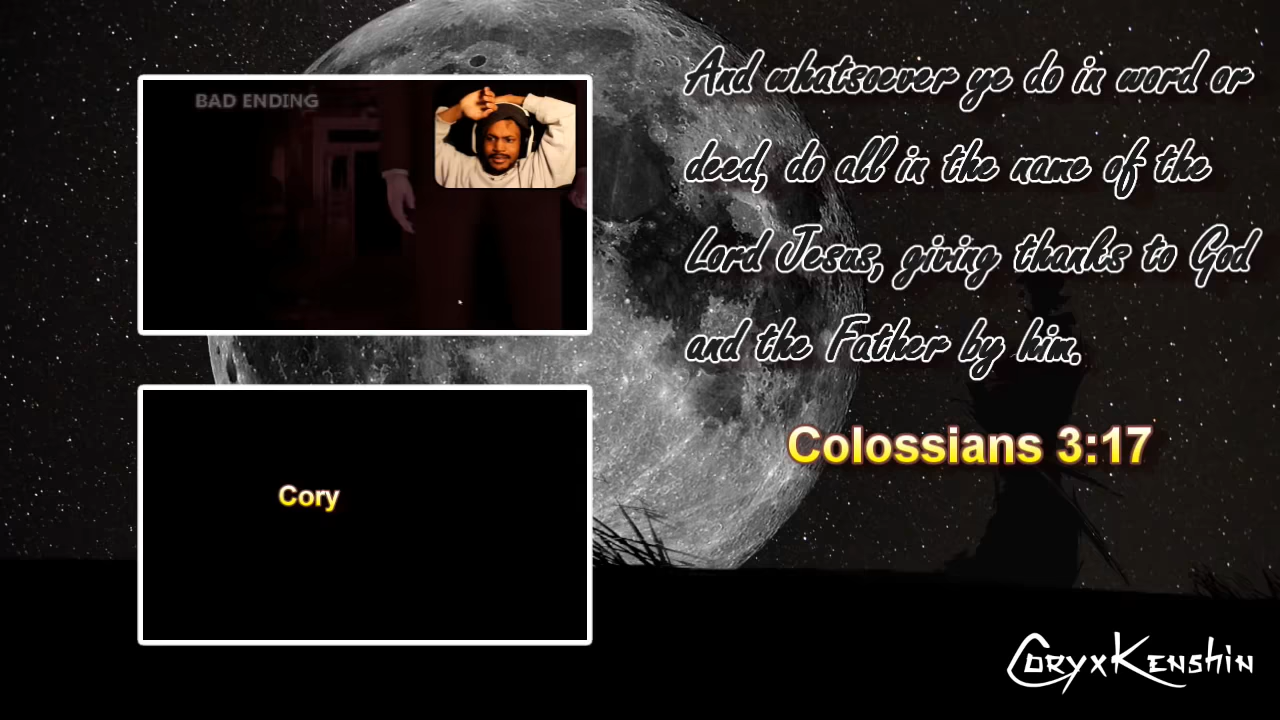 BAD ENDING
And whatsoever ye do in word or
deed, do all in the name of the
Lord Jesus, giving thanks to God
and the Father by him.
Colossians 3:17
Cory
CoryxKenshin